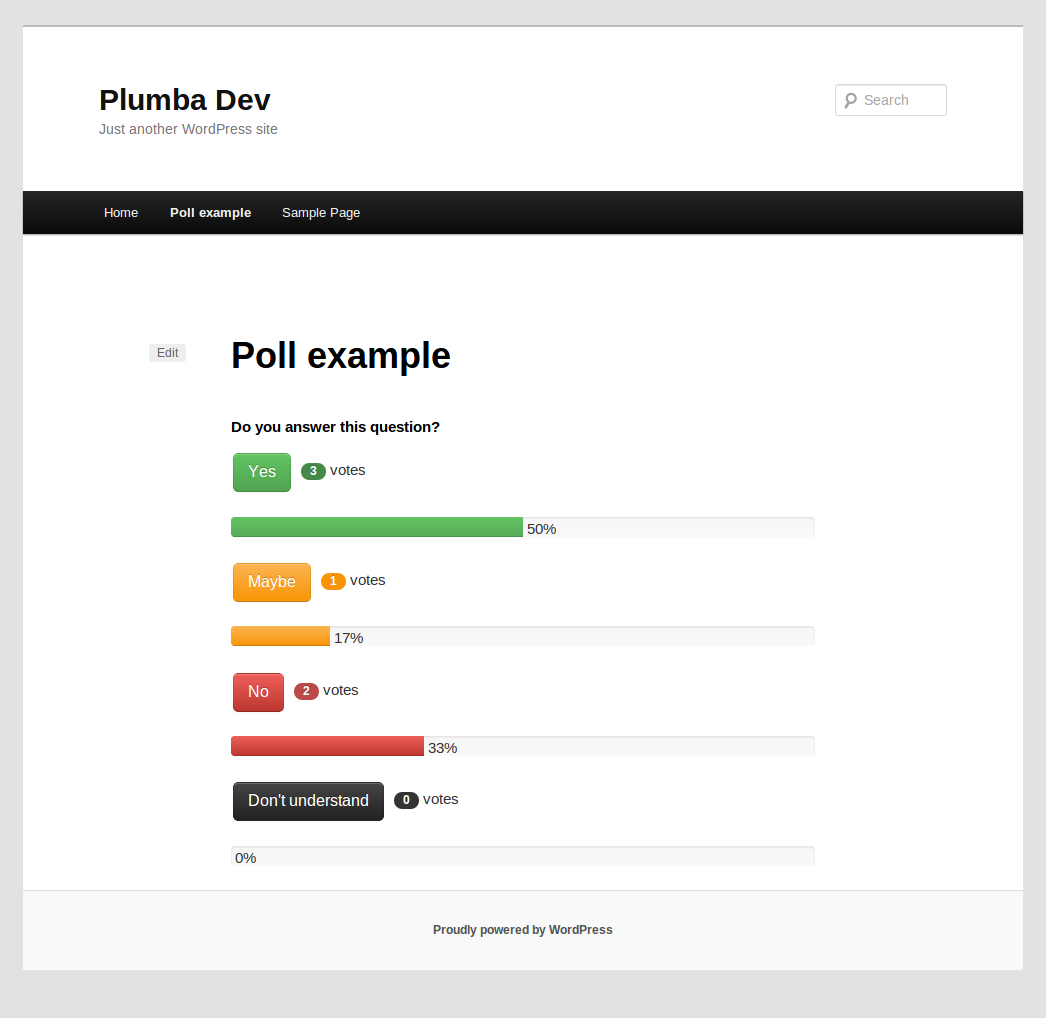 Plumba Dev
Just another WordPress site
Search
Home Poll example Sample Page
Edit
Poll example
Do you answer this question?
Yes 3 votes
50%
Maybe 1 votes
17%
No 2 votes
33%
Don't understand 0 votes
0%
Proudly powered by WordPress